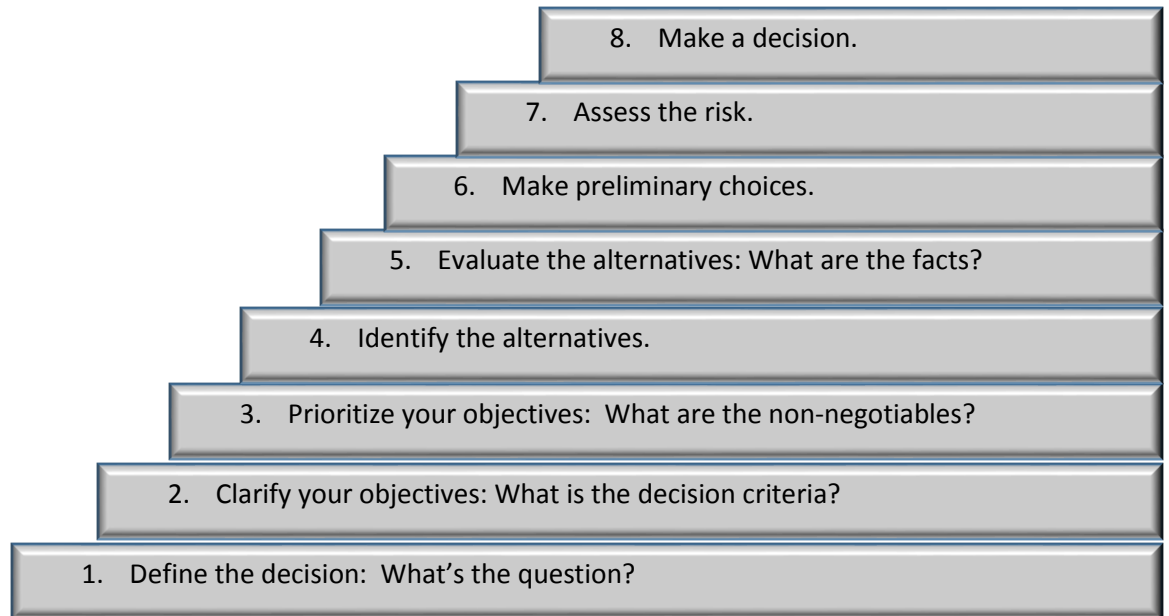 8. Make a decision.
7. Assess the risk.
6. Make preliminary choices.
5. Evaluate the alternatives: What are the facts?
4. Identify the alternatives.
3. Prioritize your objectives:  What are the non-negotiables?
2. Clarify your objectives: What is the decision criteria?
1. Define the decision:  What’s the question?